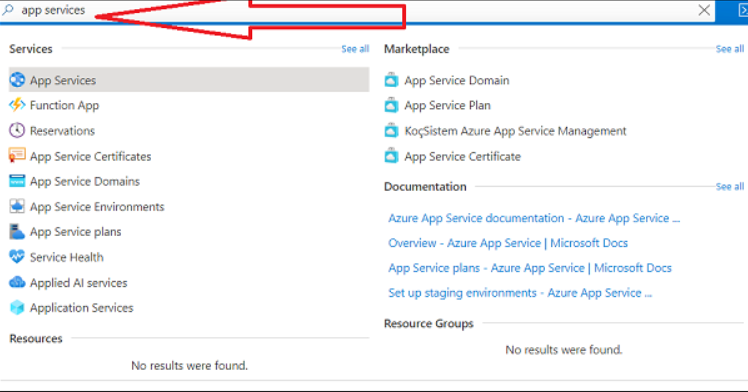 app services
Services
See all
App Services
Function App
Reservations
App Service Certificates
App Service Domains
App Service Environments
App Service plans
Service Health
Applied AI services
Application Services
Resources
No results were found.
Marketplace
See all
App Service Domain
App Service Plan
KoçSistem Azure App Service Management
App Service Certificate
Documentation
See all
Azure App Service documentation - Azure App Service ...
Overview - Azure App Service | Microsoft Docs
App Service plans - Azure App Service | Microsoft Docs
Set up staging environments - Azure App Service ...
Resource Groups
No results were found.